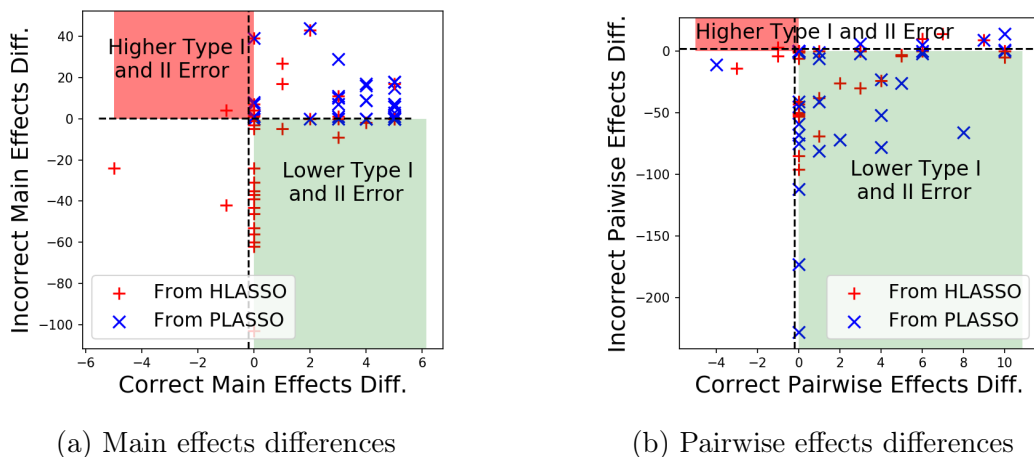 40
20
0
−20
−40
−60
−80
−100
Incorrect Main Effects Diff.
Higher Type I
and II Error
Lower Type I
and II Error
From HLASSO
From PLASSO
−6 −4 −2 0 2 4 6
Correct Main Effects Diff.
(a) Main effects differences
0
−50
−100
−150
−200
Incorrect Paiwise Effects Diff.
Higher Type I and II Error
Lower Type I
and II Error
From HLASSO
From PLASSO
−4 −2 0 2 4 6 8 10
Correct Pairwise Effects Diff.
(b) Pairwise effects differences